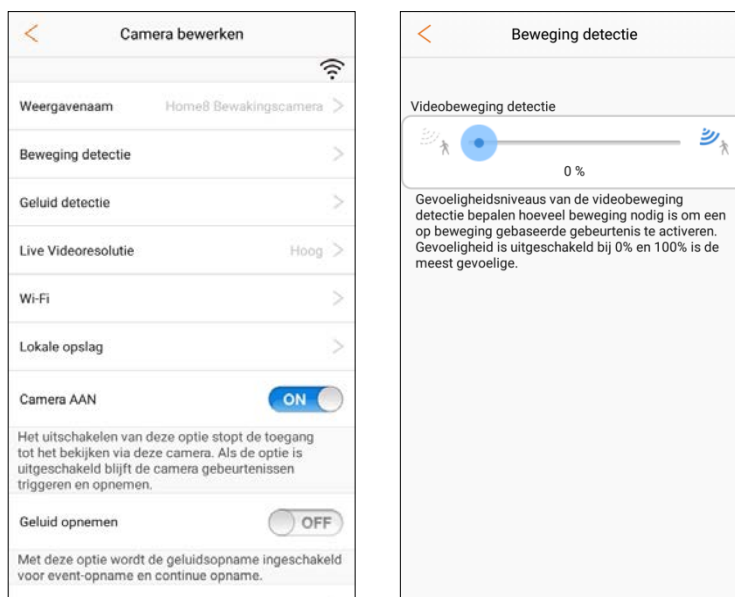 Camera bewerken
Weergavenaam Home8 Bewakingscamera
Beweging detectie
Geluid detectie
Live Videoresolutie Hoog
Wi-Fi
Lokale opslag
Camera AAN ON
Het uitschakelen van deze optie stopt de toegang
tot het bekijken via deze camera. Als de optie is
uitgeschakeld blijft de camera gebeurtenissen
triggeren en opnemen.
Geluid opnemen OFF
Met deze optie wordt de geluidsopname ingeschakeld
voor event-opname en continue opname.
Beweging detectie
Videobeweging detectie
0 %
Gevoeligheidsniveaus van de videobeweging
detectie bepalen hoeveel beweging nodig is om een
op beweging gebaseerde gebeurtenis te activeren.
Gevoeligheid is uitgeschakeld bij 0% en 100% is de
meest gevoelige.